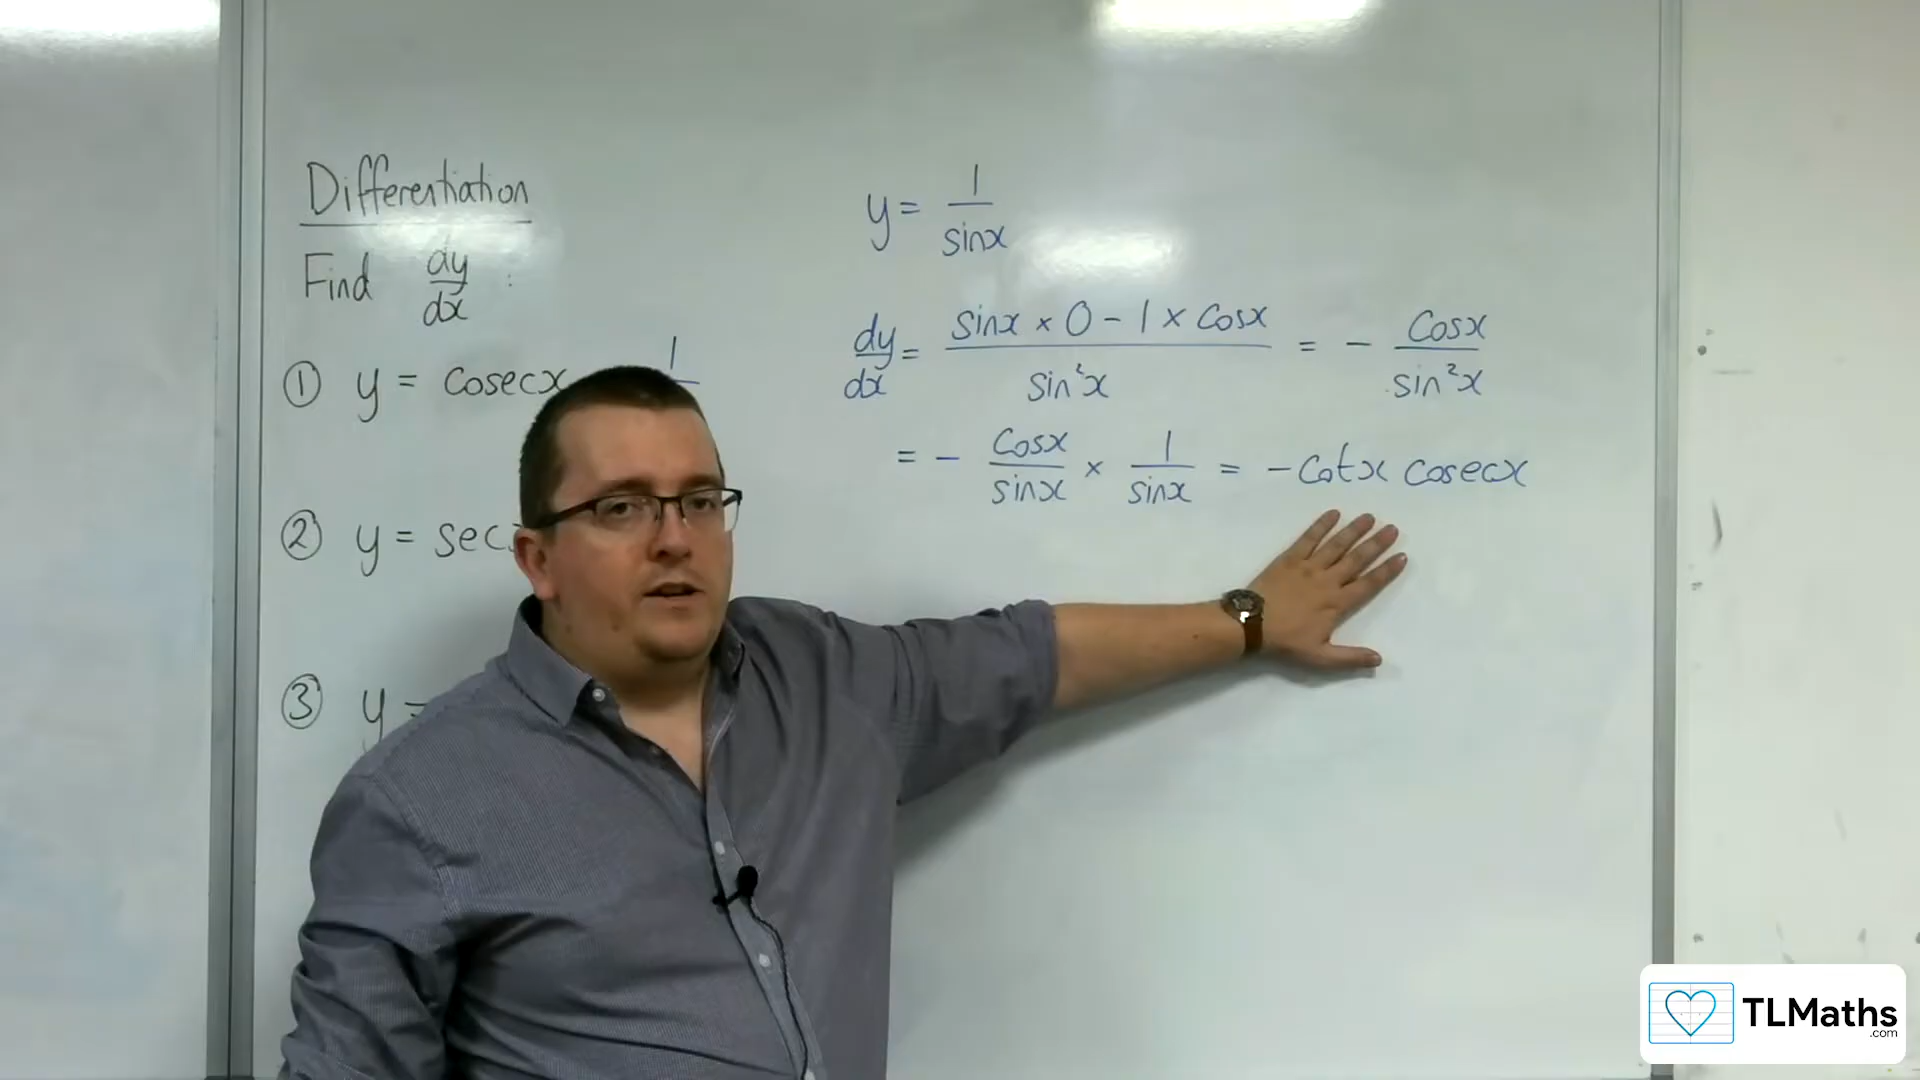 Differentiation
Find dy/dx :
① y = cosecx 1
② y = sec
③ y =
y = 1/sinx
dy/dx = (sinx × 0 - 1 × cosx)/sin²x = - cosx/sin²x
= - cosx/sinx × 1/sinx = -cotx cosecx
TLMaths
.com